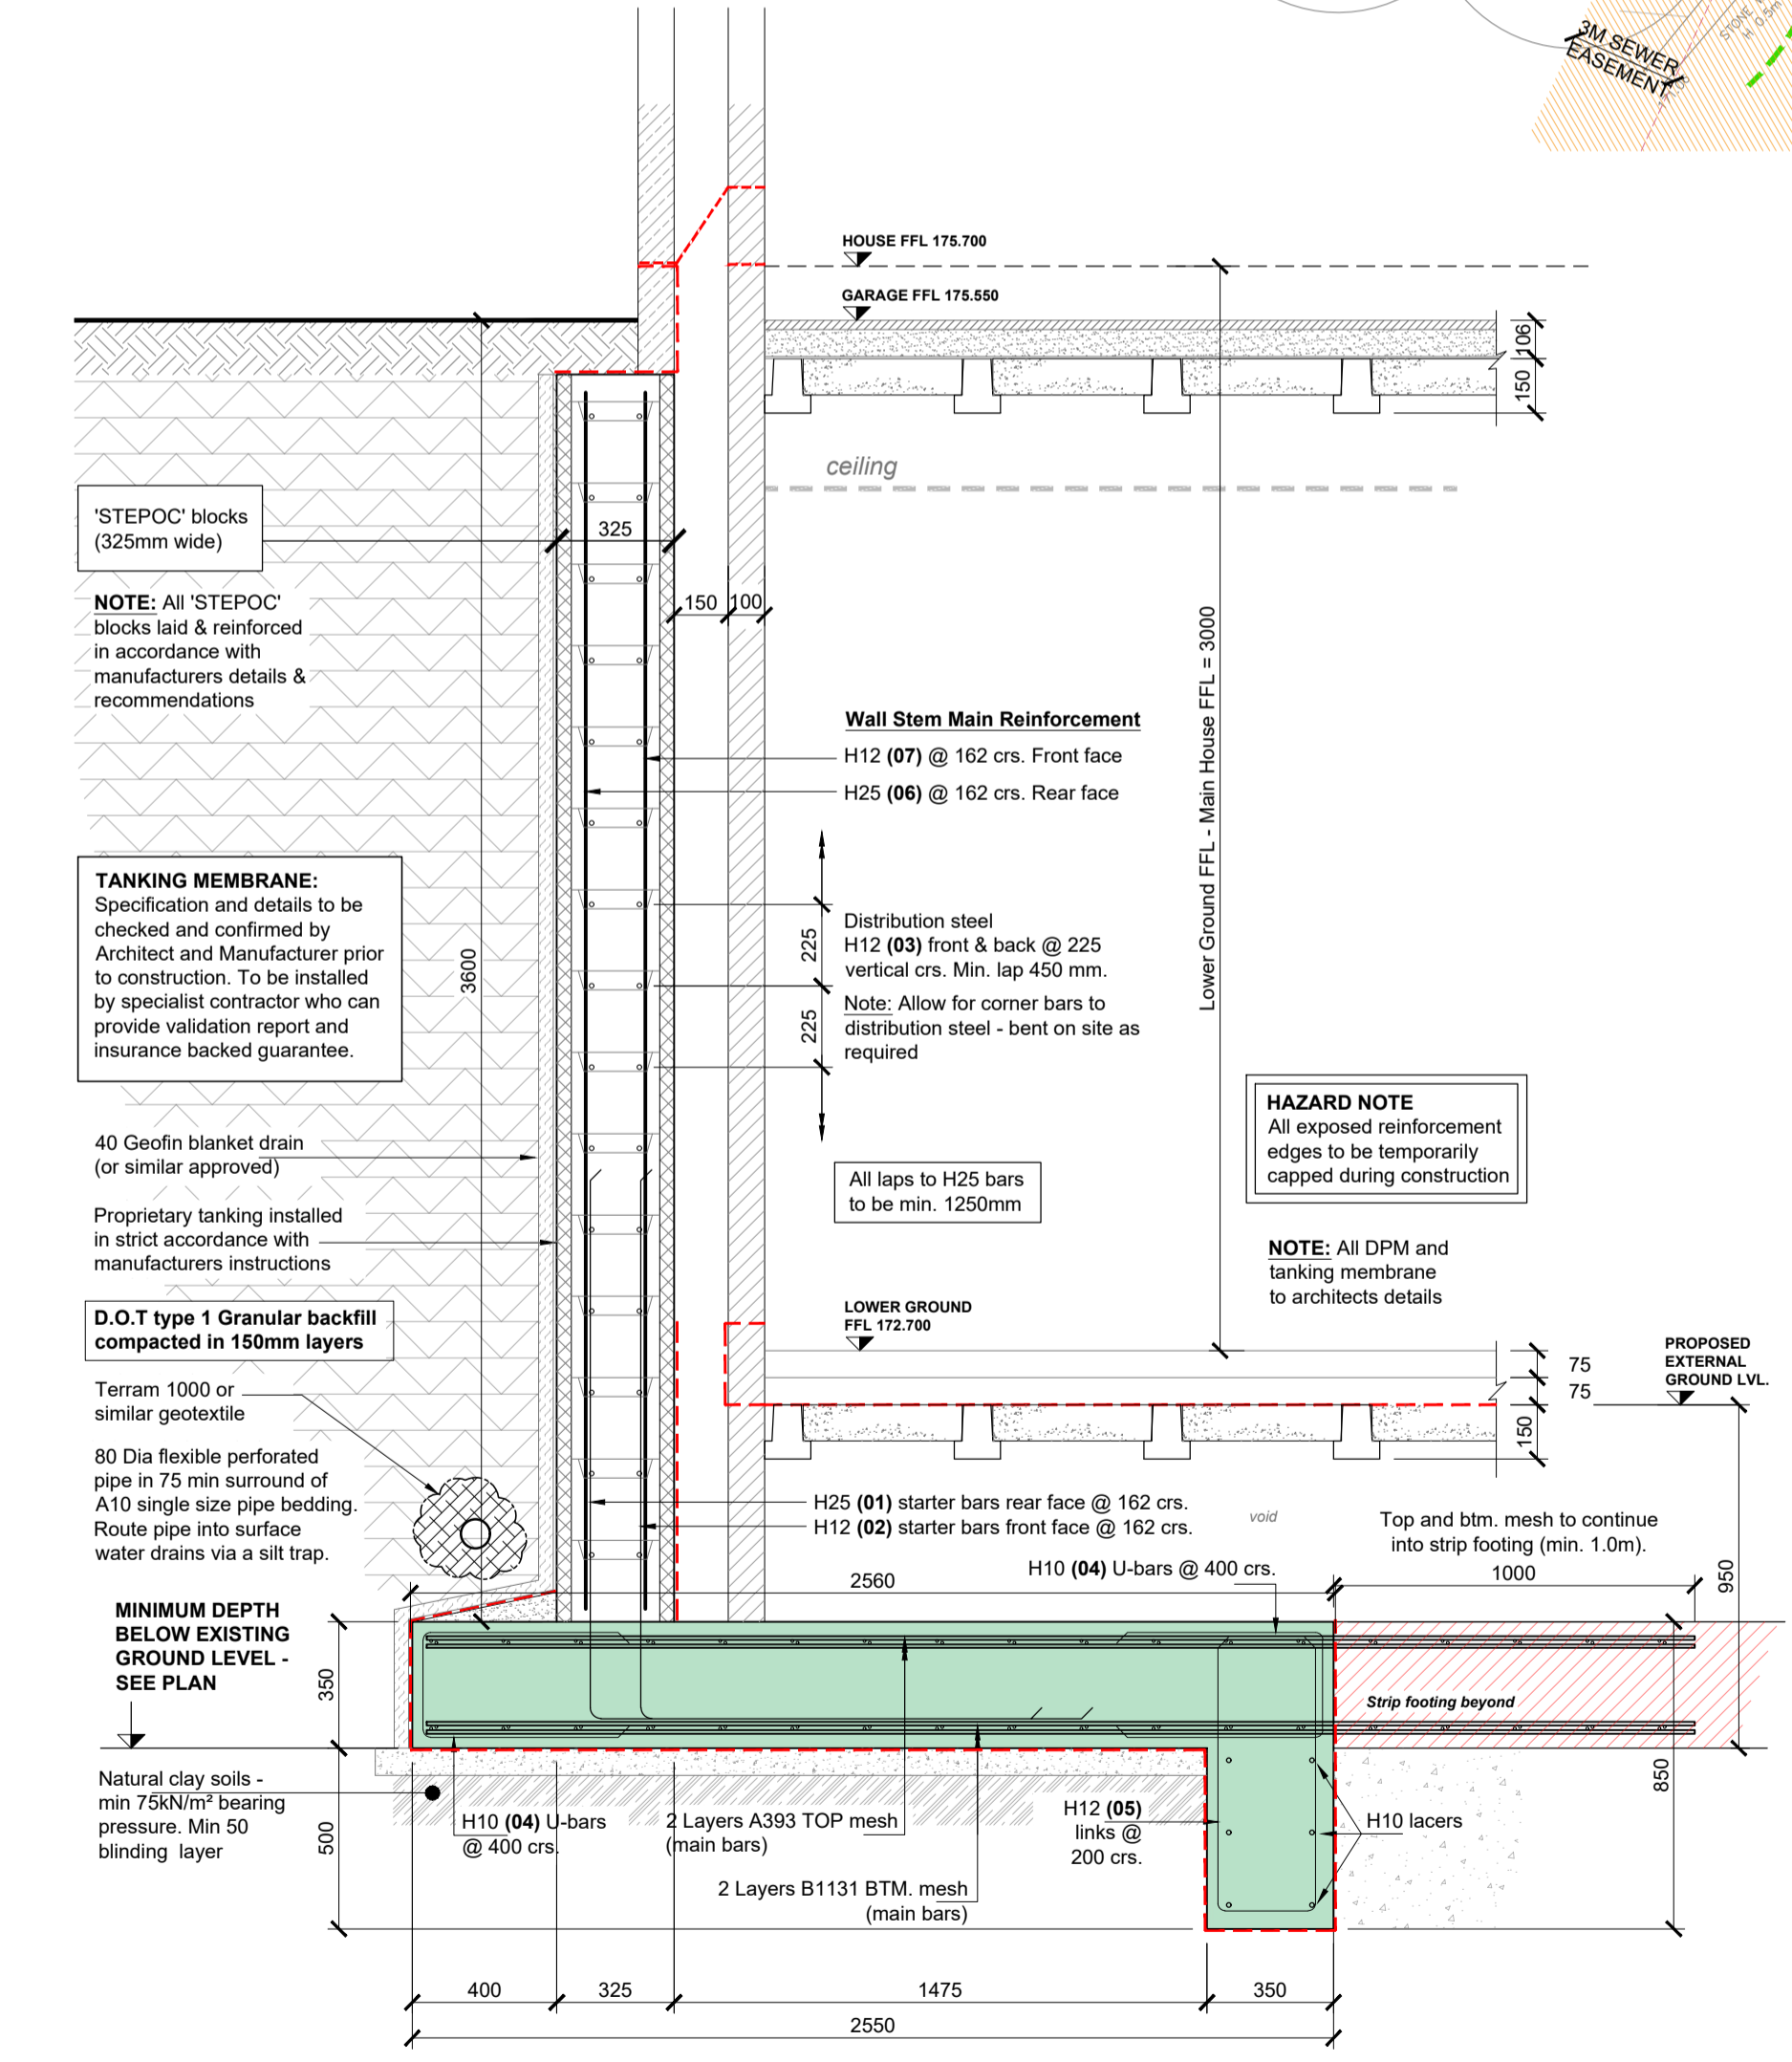 3M SEWER
EASEMENT
STONE
H 0.5m
HOUSE FFL 175.700
GARAGE FFL 175.550
106
150
ceiling
'STEPOC' blocks
(325mm wide)
325
NOTE: All 'STEPOC'
blocks laid & reinforced
in accordance with
manufacturers details &
recommendations
150
100
Lower Ground FFL - Main House FFL = 3000
Wall Stem Main Reinforcement
H12 (07) @ 162 crs. Front face
H25 (06) @ 162 crs. Rear face
TANKING MEMBRANE:
Specification and details to be
checked and confirmed by
Architect and Manufacturer prior
to construction. To be installed
by specialist contractor who can
provide validation report and
insurance backed guarantee.
3600
225
225
Distribution steel
H12 (03) front & back @ 225
vertical crs. Min. lap 450 mm.
Note: Allow for corner bars to
distribution steel - bent on site as
required
HAZARD NOTE
All exposed reinforcement
edges to be temporarily
capped during construction
40 Geofin blanket drain
(or similar approved)
All laps to H25 bars
to be min. 1250mm
Proprietary tanking installed
in strict accordance with
manufacturers instructions
NOTE: All DPM and
tanking membrane
to architects details
D.O.T type 1 Granular backfill
compacted in 150mm layers
LOWER GROUND
FFL 172.700
75
75
150
PROPOSED
EXTERNAL
GROUND LVL.
Terram 1000 or
similar geotextile
80 Dia flexible perforated
pipe in 75 min surround of
A10 single size pipe bedding.
Route pipe into surface
water drains via a silt trap.
H25 (01) starter bars rear face @ 162 crs.
H12 (02) starter bars front face @ 162 crs.
void
Top and btm. mesh to continue
into strip footing (min. 1.0m).
H10 (04) U-bars @ 400 crs.
2560
1000
950
MINIMUM DEPTH
BELOW EXISTING
GROUND LEVEL -
SEE PLAN
350
Strip footing beyond
850
Natural clay soils -
min 75kN/m² bearing
pressure. Min 50
blinding layer
500
H10 (04) U-bars
@ 400 crs.
2 Layers A393 TOP mesh
(main bars)
2 Layers B1131 BTM. mesh
(main bars)
H12 (05)
links @
200 crs.
H10 lacers
400
325
1475
350
2550